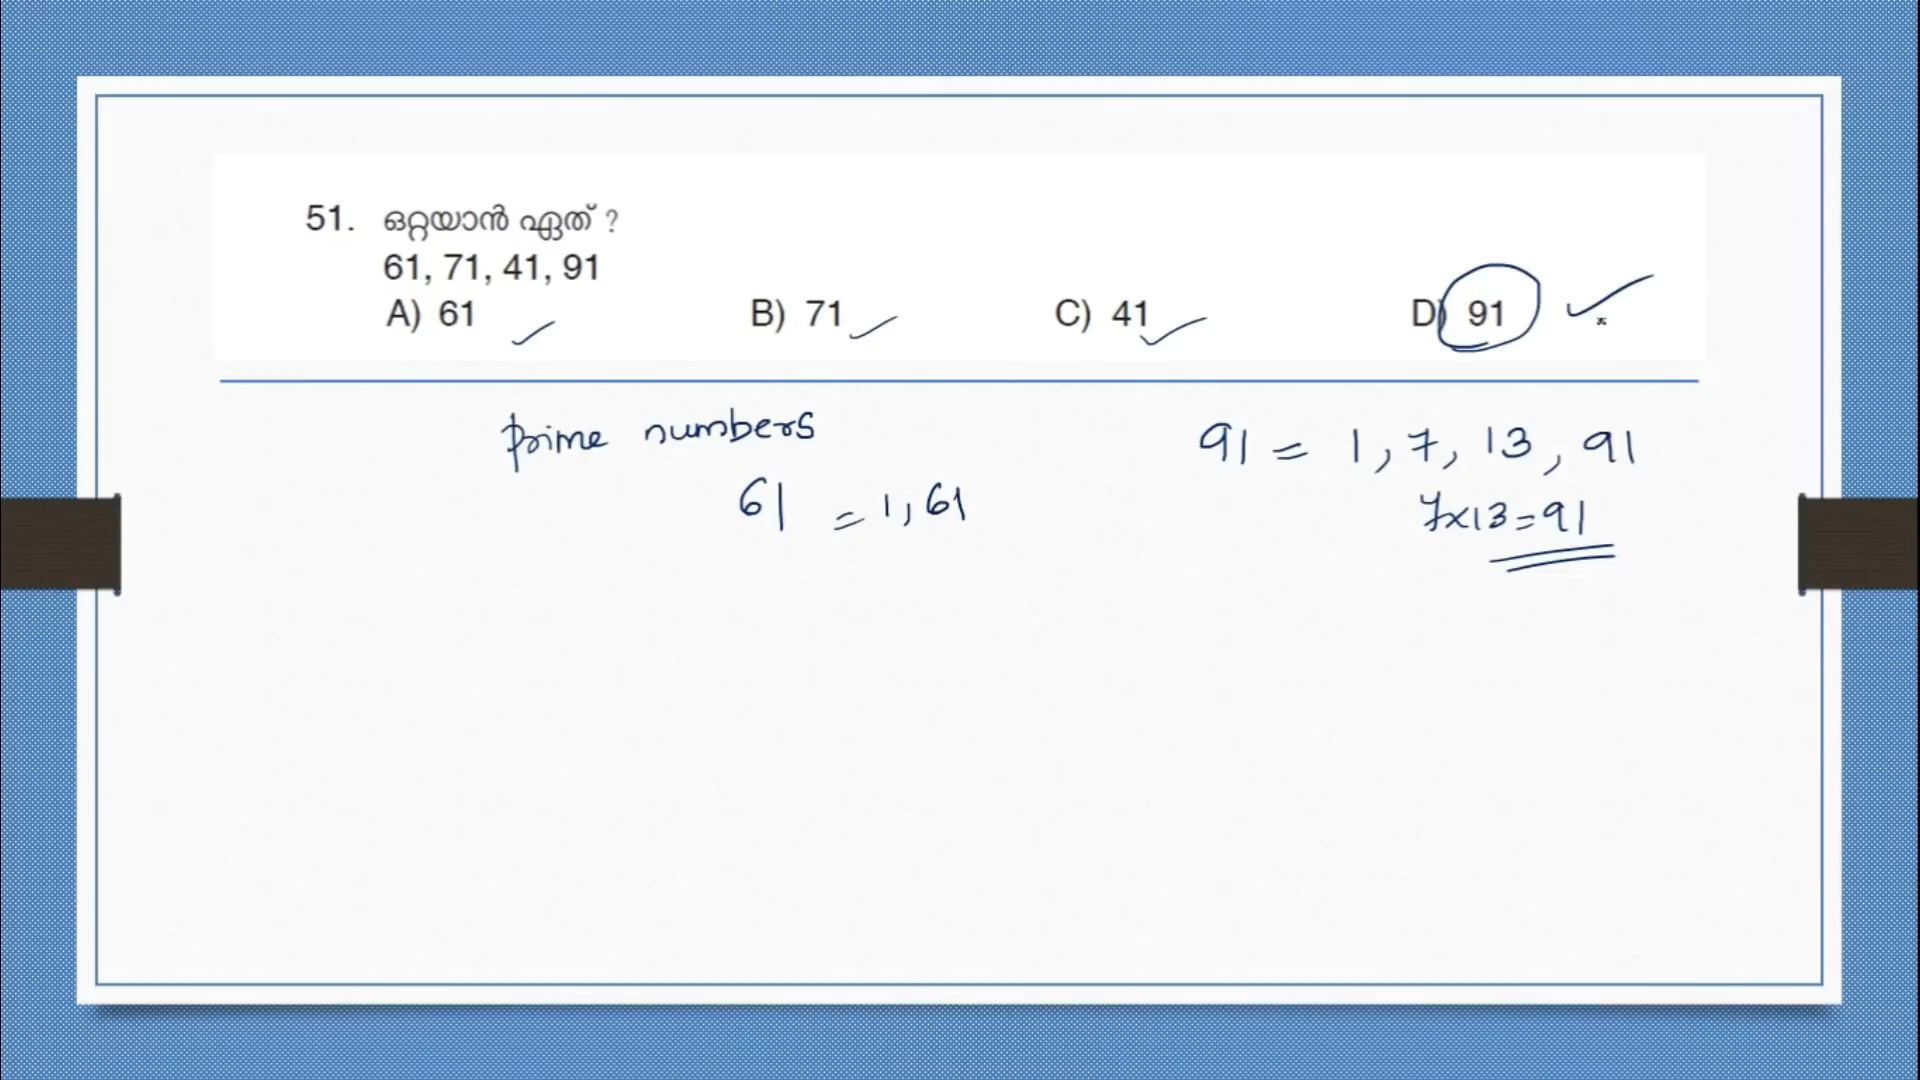 51. ഒറ്റയാൻ ഏത് ?
61, 71, 41, 91
A) 61 B) 71 C) 41 D) 91
prime numbers
61 = 1, 61
91 = 1, 7, 13, 91
7x13=91